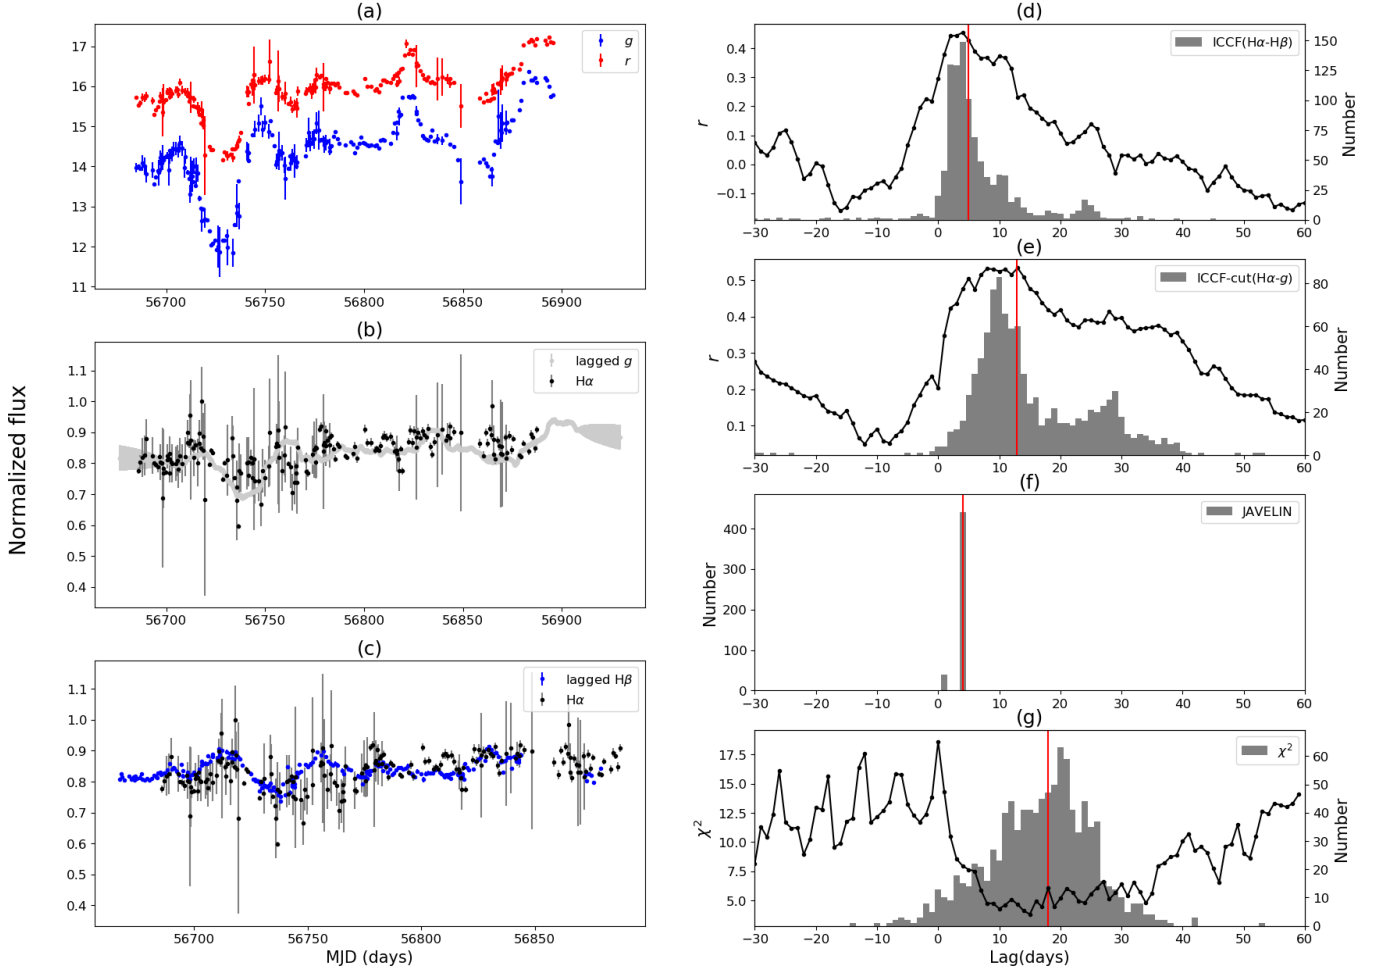 (a)
17
16
15
14
13
12
11
g
r
56700 56750 56800 56850 56900
(b)
1.1
1.0
0.9
0.8
0.7
0.6
0.5
0.4
lagged g
Hα
56700 56750 56800 56850 56900
Normalized flux
(c)
1.1
1.0
0.9
0.8
0.7
0.6
0.5
0.4
lagged Hβ
Hα
56700 56750 56800 56850
MJD (days)
(d)
0.4
0.3
0.2
0.1
0.0
−0.1
r
ICCF(Hα-Hβ)
150
125
100
75
50
25
0
Number
−30 −20 −10 0 10 20 30 40 50 60
(e)
0.5
0.4
0.3
0.2
0.1
r
ICCF-cut(Hα-g)
80
60
40
20
0
Number
−30 −20 −10 0 10 20 30 40 50 60
(f)
400
300
200
100
0
Number
JAVELIN
−30 −20 −10 0 10 20 30 40 50 60
(g)
17.5
15.0
12.5
10.0
7.5
5.0
χ²
χ²
60
50
40
30
20
10
0
Number
−30 −20 −10 0 10 20 30 40 50 60
Lag(days)